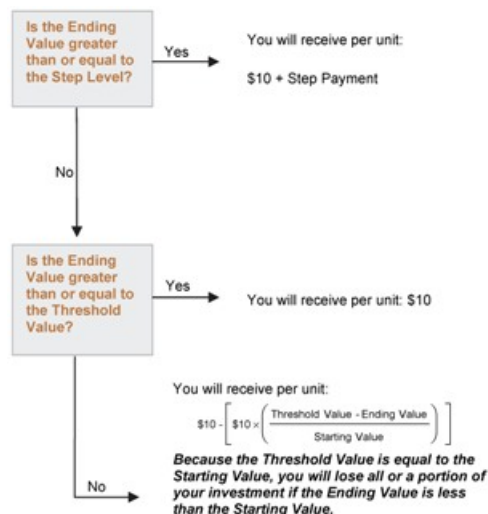 Is the Ending
Value greater
than or equal to
the Step Level?
Yes
You will receive per unit:
$10 + Step Payment
No
Is the Ending
Value greater
than or equal to
the Threshold
Value?
Yes
You will receive per unit: $10
You will receive per unit:
$10 - [ $10 × ( Threshold Value - Ending Value / Starting Value ) ]
Because the Threshold Value is equal to the
Starting Value, you will lose all or a portion of
your investment if the Ending Value is less
than the Starting Value.
No